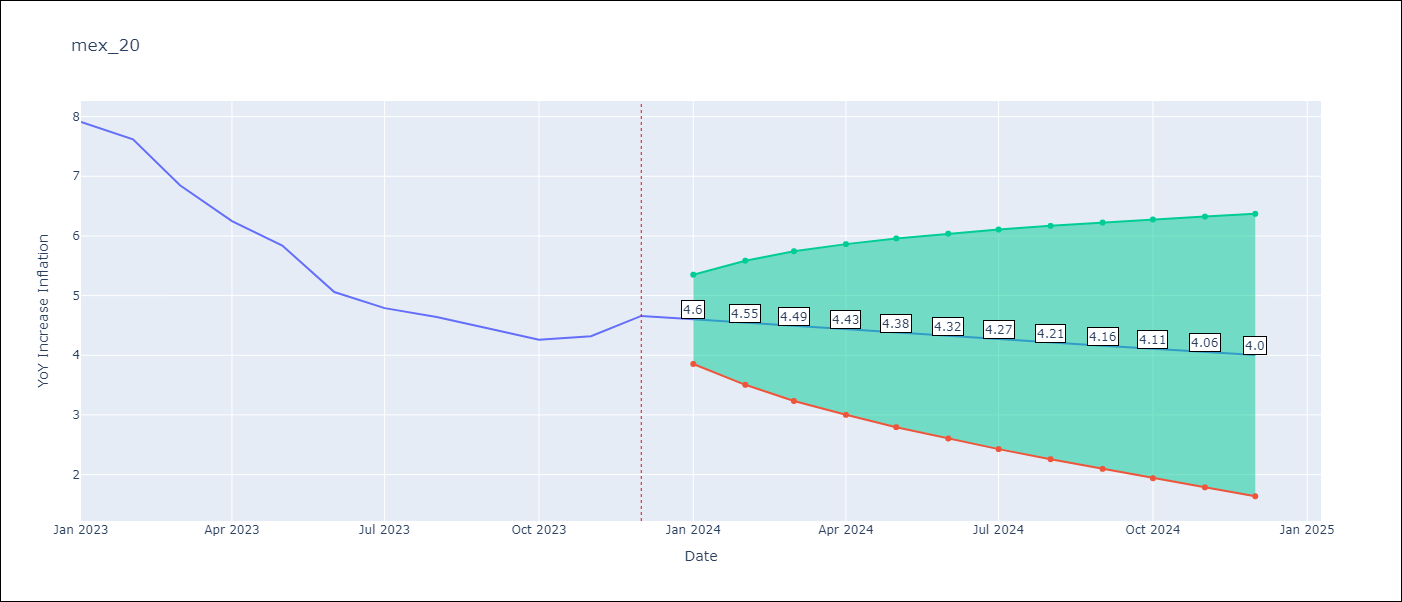 mex_20
YoY Increase Inflation
8
7
6
5
4
3
2
4.6
4.55
4.49
4.43
4.38
4.32
4.27
4.21
4.16
4.11
4.06
4.0
Jan 2023
Apr 2023
Jul 2023
Oct 2023
Jan 2024
Apr 2024
Jul 2024
Oct 2024
Jan 2025
Date